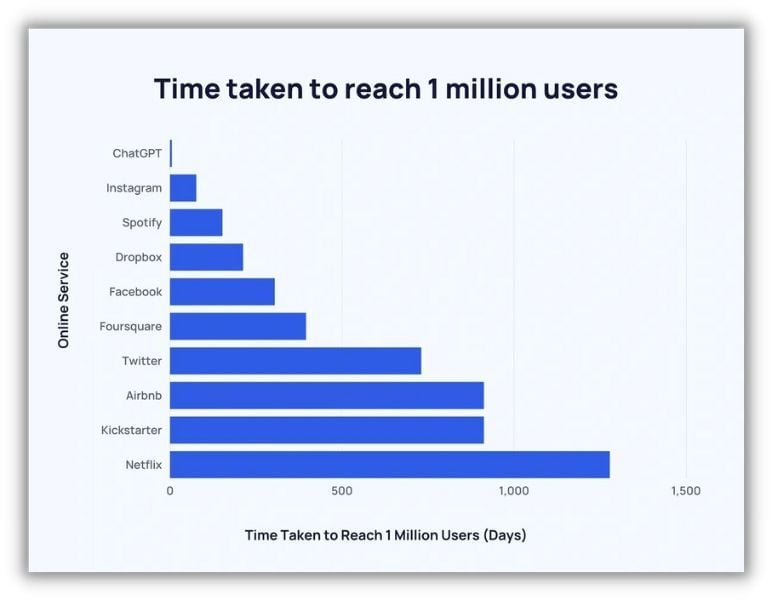 Time taken to reach 1 million users
ChatGPT
Instagram
Spotify
Dropbox
Facebook
Foursquare
Twitter
Airbnb
Kickstarter
Netflix
Online Service
0 500 1,000 1,500
Time Taken to Reach 1 Million Users (Days)